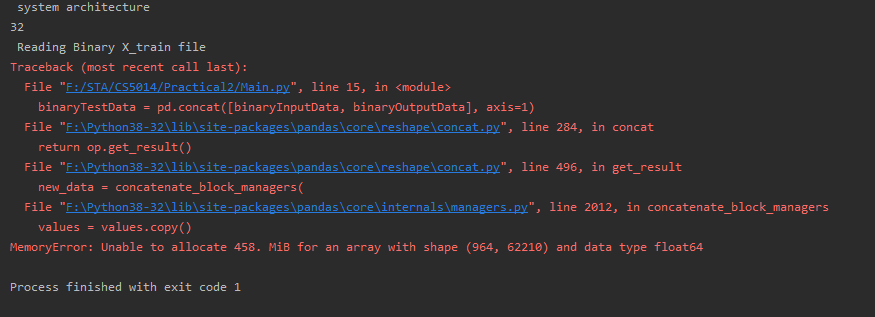 system architecture
32
Reading Binary X_train file
Traceback (most recent call last):
File "F:/STA/CS5014/Practical2/Main.py", line 15, in <module>
binaryTestData = pd.concat([binaryInputData, binaryOutputData], axis=1)
File "F:\Python38-32\lib\site-packages\pandas\core\reshape\concat.py", line 284, in concat
return op.get_result()
File "F:\Python38-32\lib\site-packages\pandas\core\reshape\concat.py", line 496, in get_result
new_data = concatenate_block_managers(
File "F:\Python38-32\lib\site-packages\pandas\core\internals\managers.py", line 2012, in concatenate_block_managers
values = values.copy()
MemoryError: Unable to allocate 458. MiB for an array with shape (964, 62210) and data type float64
Process finished with exit code 1